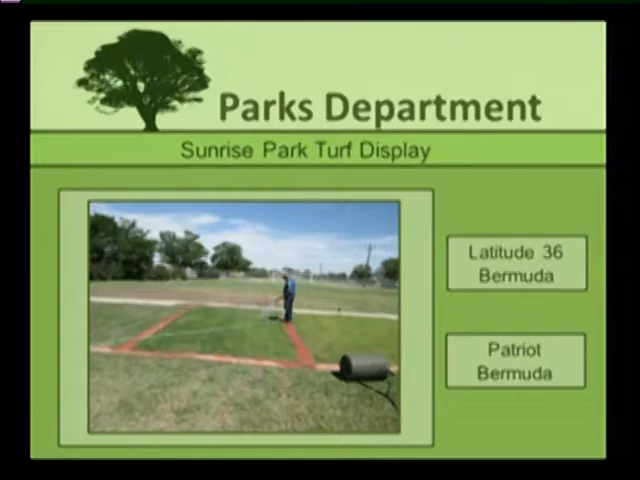 Parks Department
Sunrise Park Turf Display
Latitude 36
Bermuda
Patriot
Bermuda